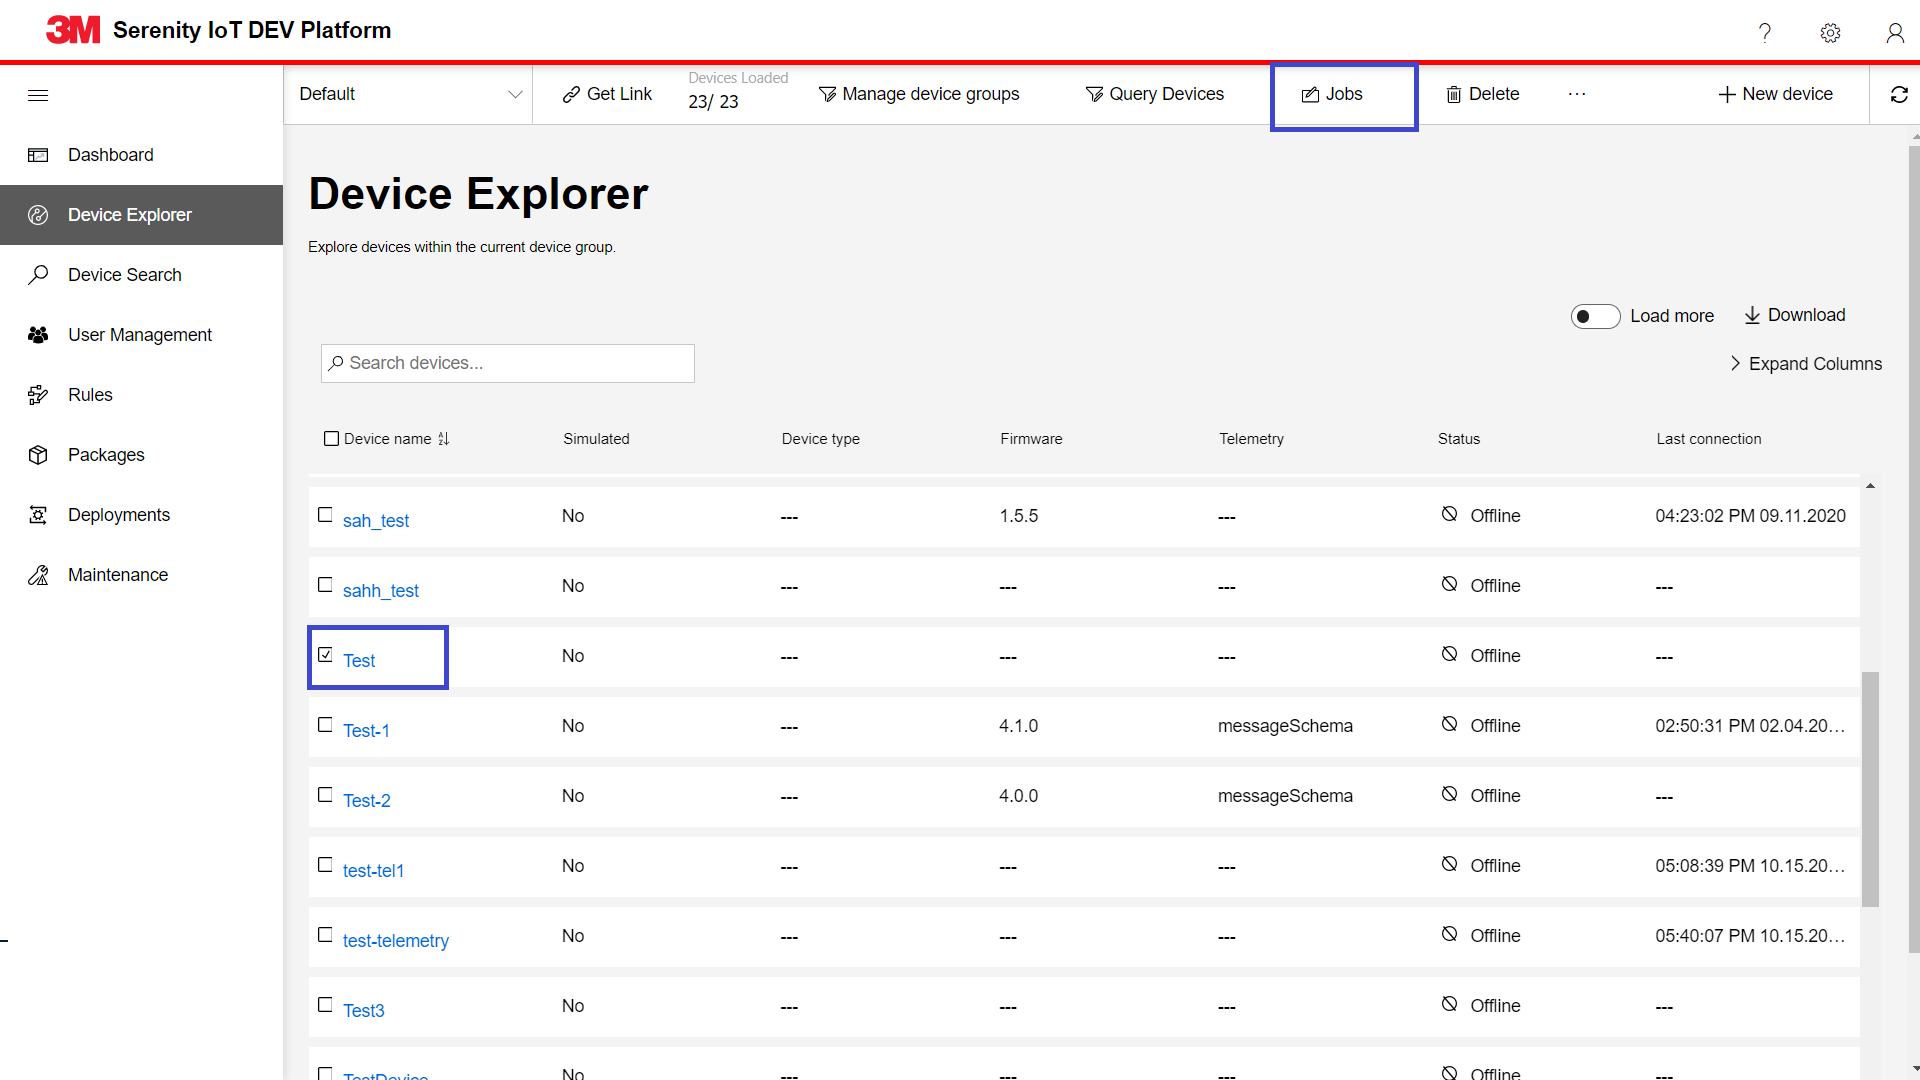 3M Serenity IoT DEV Platform
?
Default
Get Link
Devices Loaded
23/ 23
Manage device groups
Query Devices
Jobs
Delete
...
New device
Dashboard
Device Explorer
Device Search
User Management
Rules
Packages
Deployments
Maintenance
Device Explorer
Explore devices within the current device group.
Load more
Download
Search devices...
Expand Columns
Device name Simulated Device type Firmware Telemetry Status Last connection
sah_test No --- 1.5.5 --- Offline 04:23:02 PM 09.11.2020
sahh_test No --- --- --- Offline ---
Test No --- --- --- Offline ---
Test-1 No --- 4.1.0 messageSchema Offline 02:50:31 PM 02.04.20...
Test-2 No --- 4.0.0 messageSchema Offline ---
test-tel1 No --- --- --- Offline 05:08:39 PM 10.15.20...
test-telemetry No --- --- --- Offline 05:40:07 PM 10.15.20...
Test3 No --- --- --- Offline ---
TestDevice No --- --- --- Offline ---